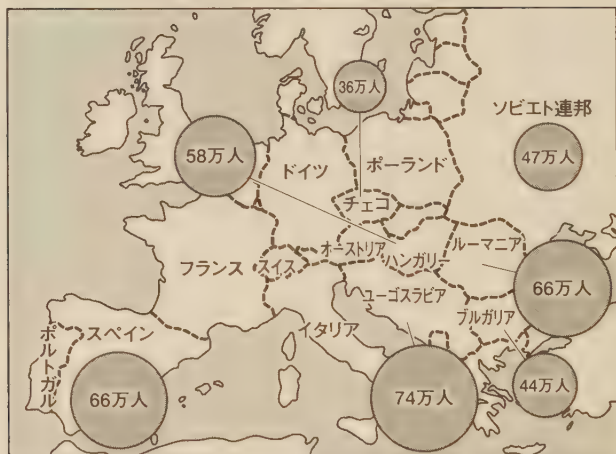 36万人
ソビエト連邦
58万人
ドイツ
ポーランド
47万人
チェコ
オーストリア
ハンガリー
ルーマニア
フランス
スイス
ユーゴスラビア
66万人
ブルガリア
イタリア
スペイン
ポルトガル
66万人
74万人
44万人